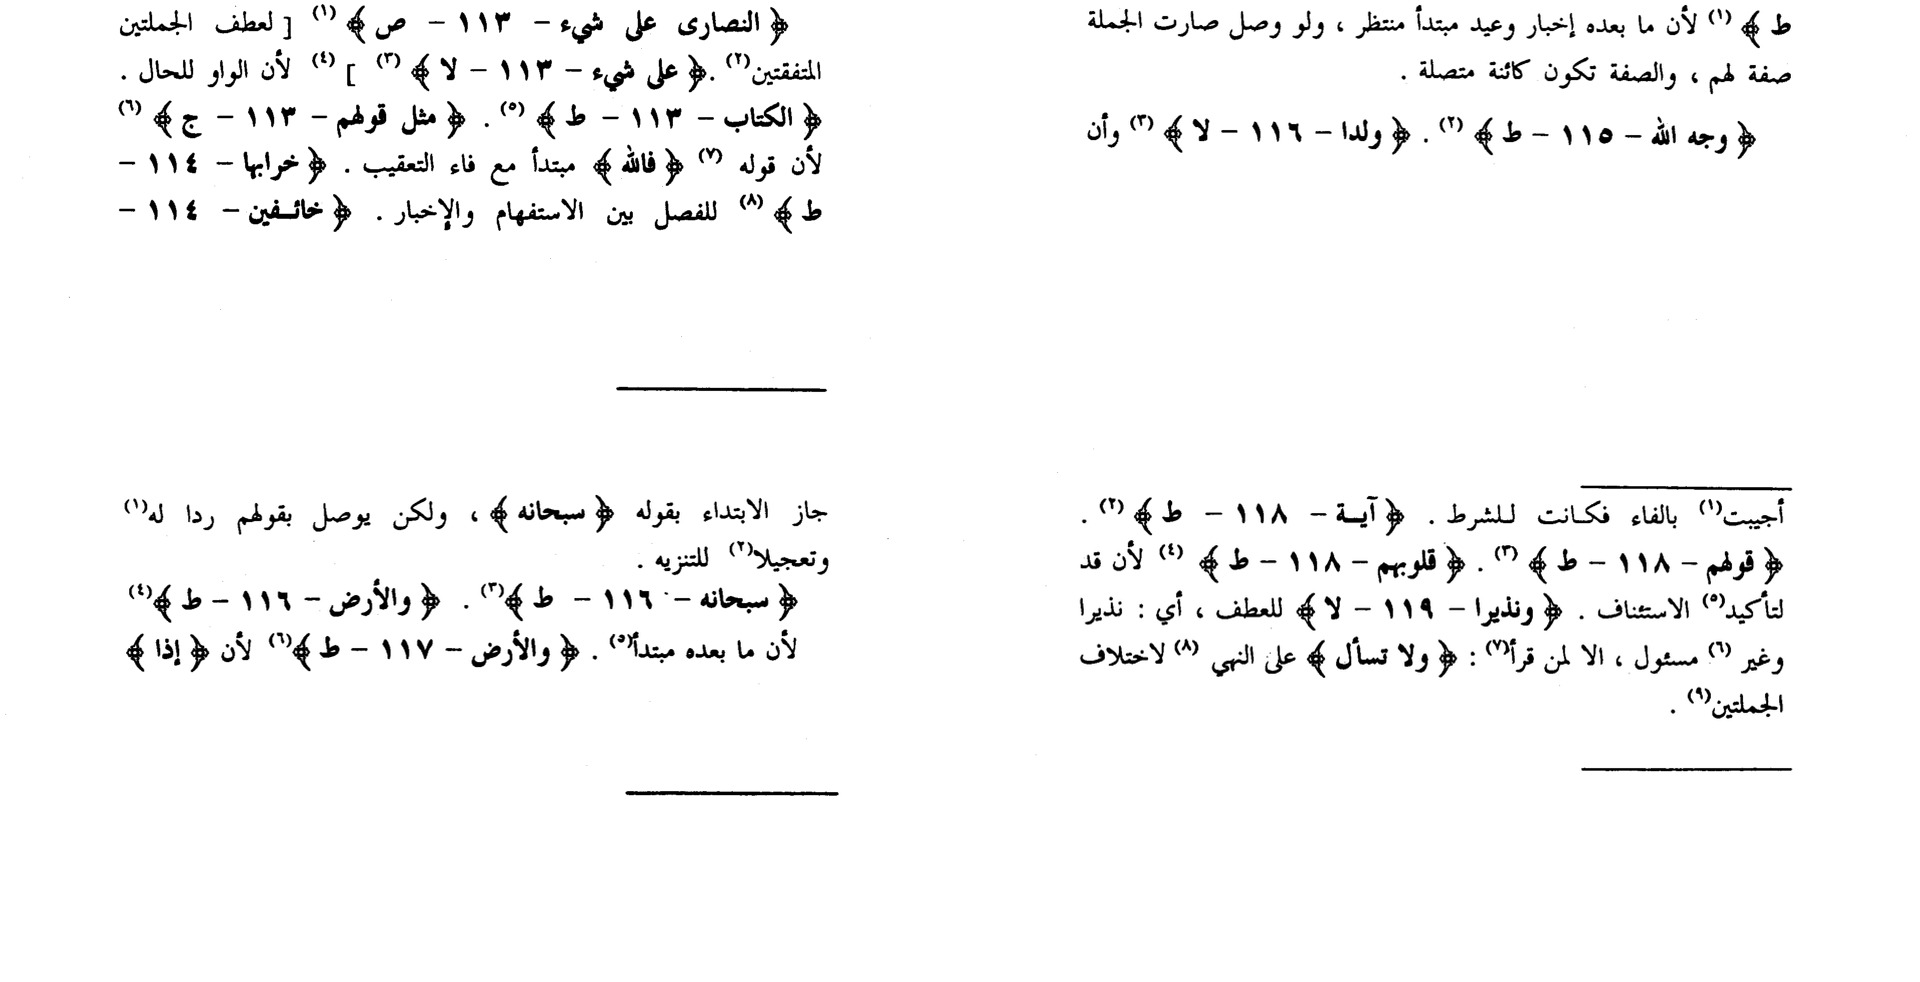 ﴿ النصارى على شيء – ١١٣ – ص ﴾ (١) [ لعطف الجملتين
المتفقتين(٢) . ﴿ على شيء – ١١٣ – لا ﴾ (٣) ] (٤) لأن الواو للحال .
﴿ الكتاب – ١١٣ – ط ﴾ (٥) . ﴿ مثل قولهم – ١١٣ – ج ﴾ (٦)
لأن قوله (٧) ﴿ فالله ﴾ مبتدأ مع فاء التعقيب . ﴿ خرابها – ١١٤ –
ط ﴾ (٨) للفصل بين الاستفهام والإخبار . ﴿ خائـفين – ١١٤ –
ط ﴾ (١) لأن ما بعده إخبار وعيد مبتدأ منتظر ، ولو وصل صارت الجملة
صفة لهم ، والصفة تكون كائنة متصلة .
﴿ وجه الله – ١١٥ – ط ﴾ (٢) . ﴿ ولدا – ١١٦ – لا ﴾ (٣) وأن
جاز الابتداء بقوله ﴿ سبحانه ﴾ ، ولكن يوصل بقولهم ردا له(١)
وتعجيلا(٢) للتنزيه .
﴿ سبحانه – ١١٦ – ط ﴾(٣) . ﴿ والأرض – ١١٦ – ط ﴾(٤)
لأن ما بعده مبتدأ(٥) . ﴿ والأرض – ١١٧ – ط ﴾(٦) لأن ﴿ إذا ﴾
أجيبت(١) بالفاء فكـانت لـلشرط . ﴿ آيـة – ١١٨ – ط ﴾ (٢) .
﴿ قولهم – ١١٨ – ط ﴾ (٣) . ﴿ قلوبهم – ١١٨ – ط ﴾ (٤) لأن قد
لتأكيد(٥) الاستئناف . ﴿ ونذيرا – ١١٩ – لا ﴾ للعطف ، أي : نذيرا
وغير (٦) مسئول ، الا لمن قرأ(٧) : ﴿ ولا تسأل ﴾ على النهي (٨) لاختلاف
الجملتين(٩) .